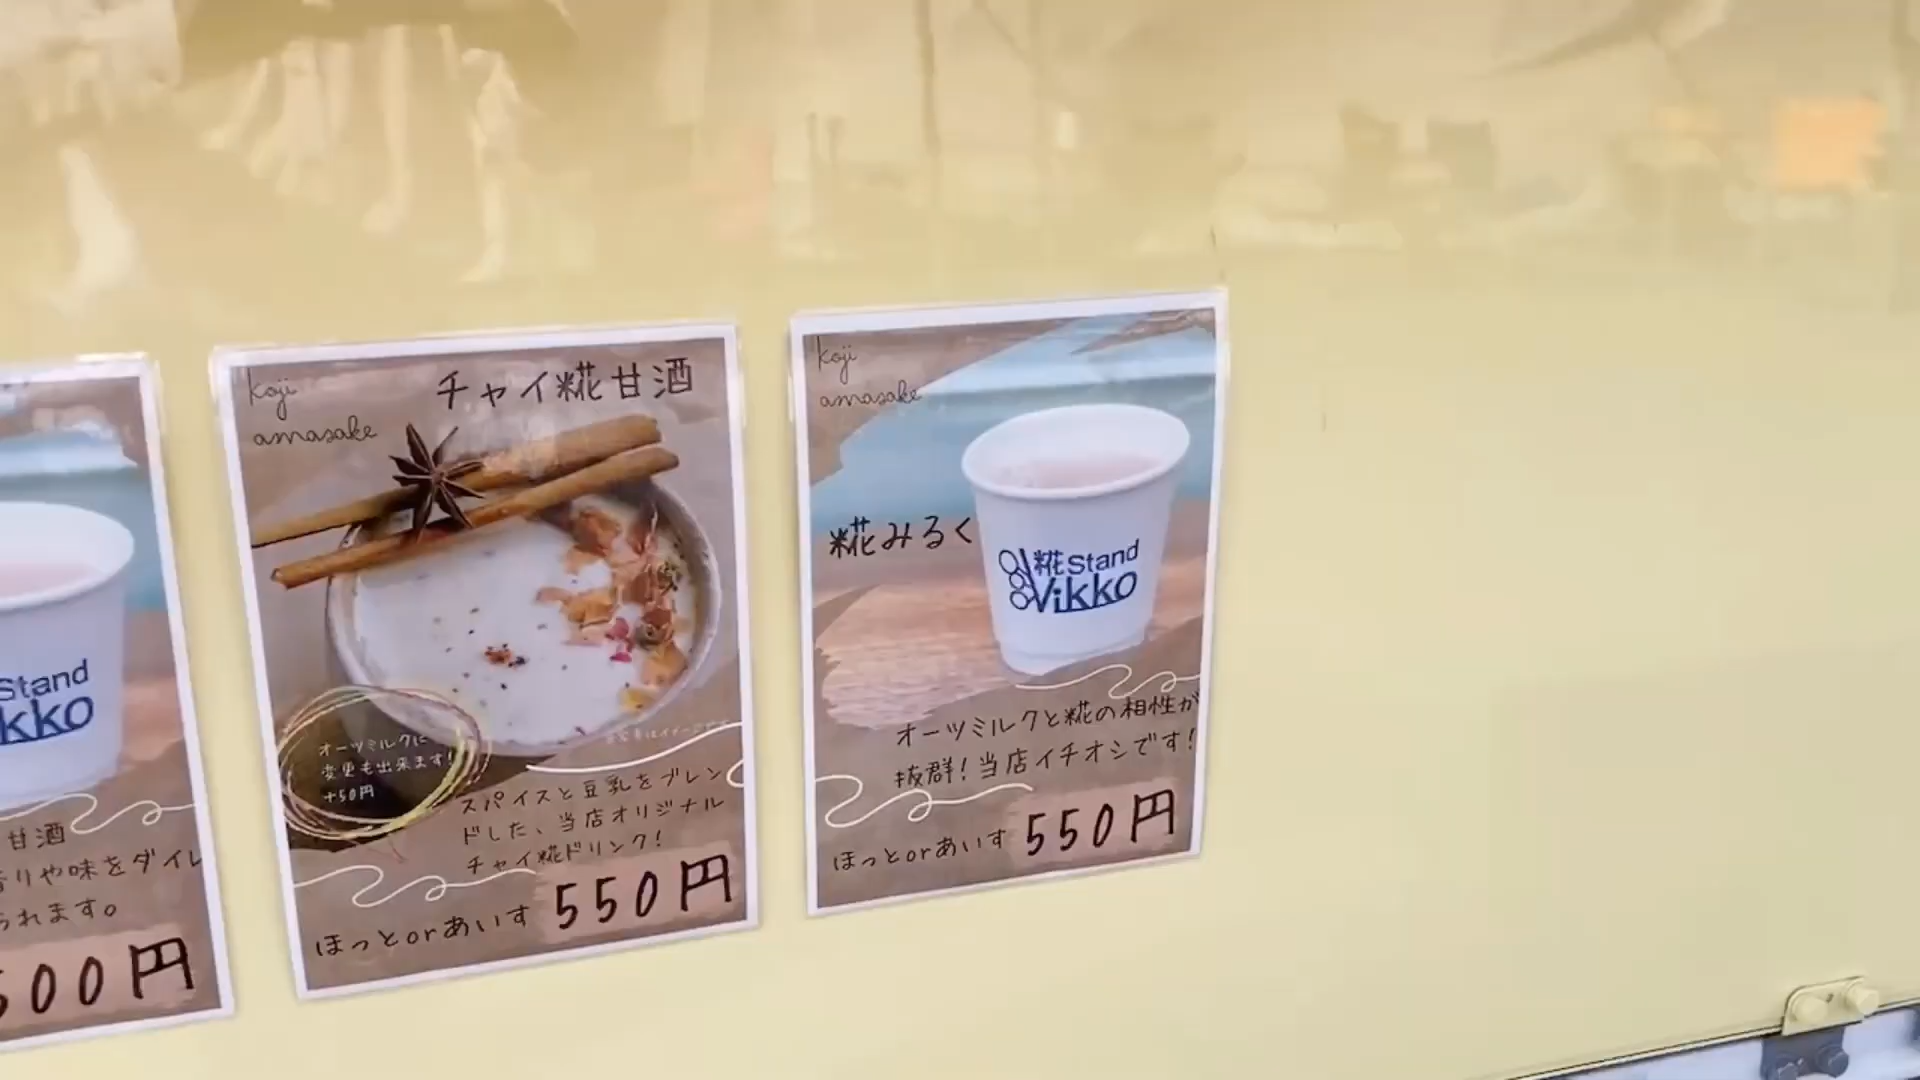 Stand
kko
甘酒
りや味をダイレ
られます。
500円
koji
amasake
チャイ糀甘酒
オーツミルクに
変更も出来ます!
+50円
スパイスと豆乳をブレン
ドした、当店オリジナル
チャイ糀ドリンク!
ほっとorあいす 550円
koji
amasake
糀みるく
糀Stand
Vikko
オーツミルクと糀の相性が
抜群!当店イチオシです!
ほっとorあいす 550円